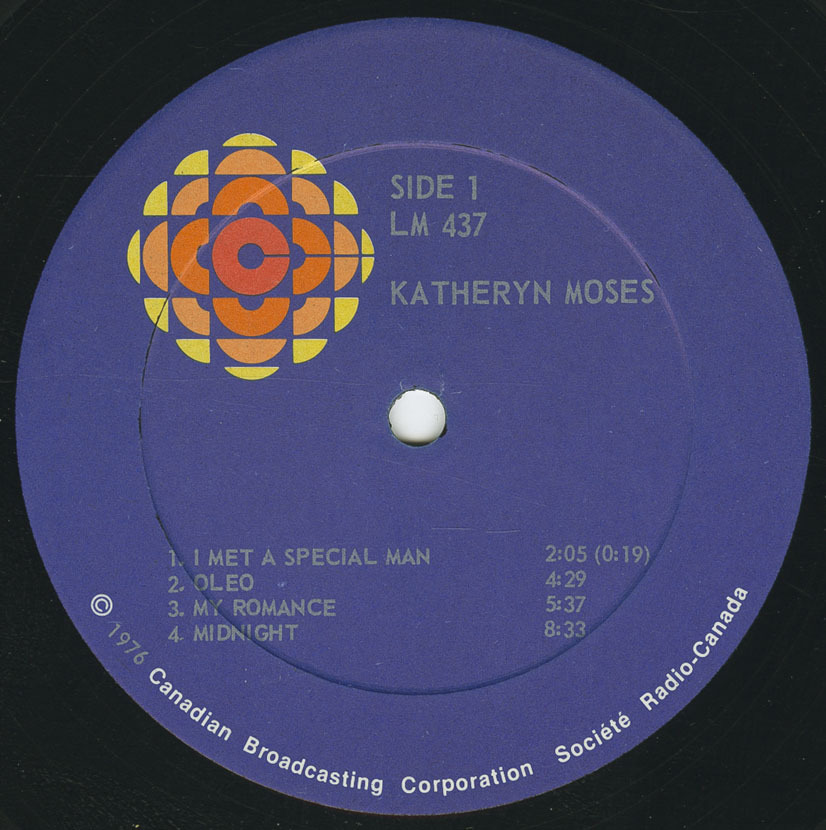 SIDE 1
LM 437
KATHERYN MOSES
1. I MET A SPECIAL MAN 2:05 (0:19)
2. OLEO 4:29
3. MY ROMANCE 5:37
4. MIDNIGHT 8:33
© 1976 Canadian Broadcasting Corporation Société Radio-Canada